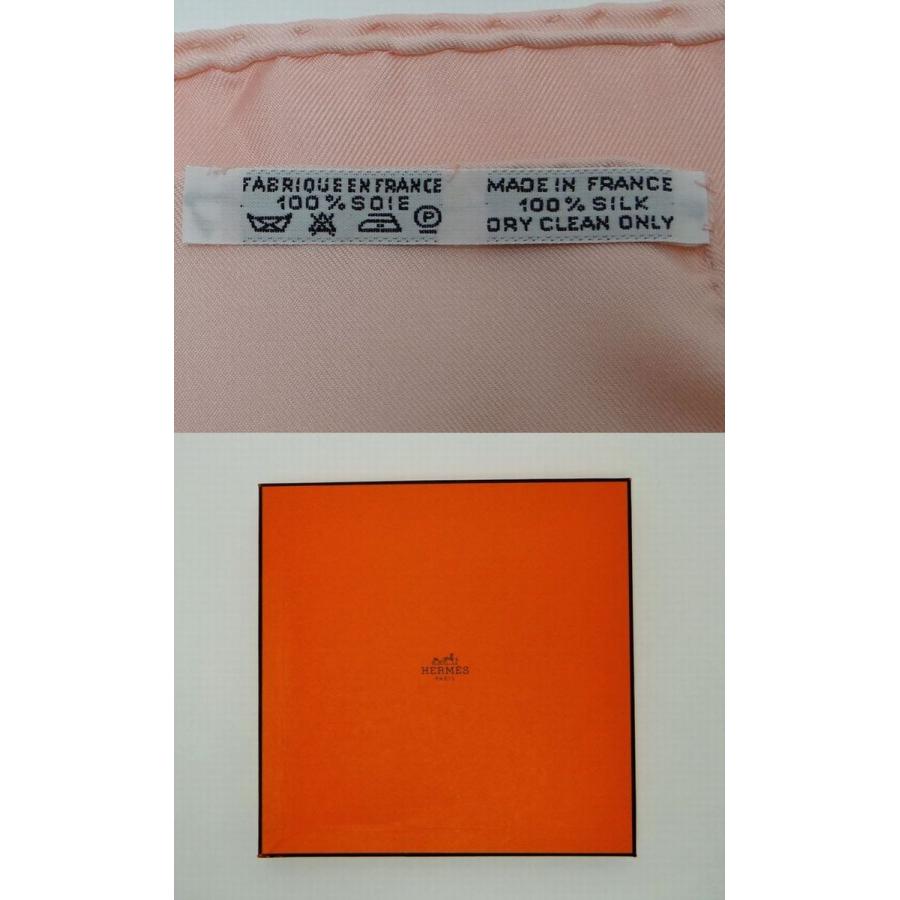 FABRIQUE EN FRANCE
100% SOIE
P
MADE IN FRANCE
100% SILK
DRY CLEAN ONLY
HERMÈS
PARIS